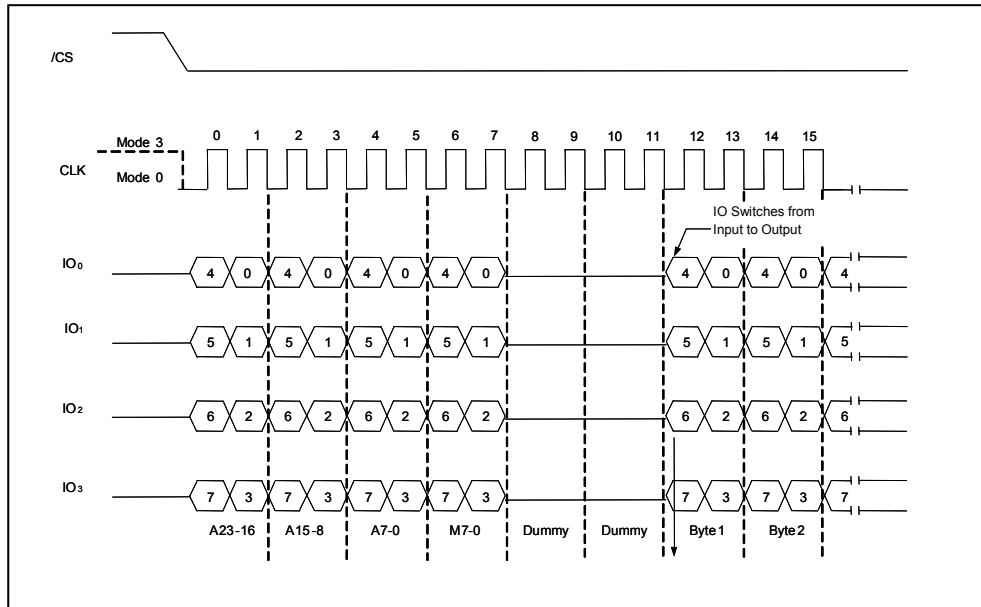 /CS
Mode 3
0 1 2 3 4 5 6 7 8 9 10 11 12 13 14 15
CLK
Mode 0
IO Switches from
Input to Output
IO0
4 0 4 0 4 0 4 0 4 0 4 0 4
IO1
5 1 5 1 5 1 5 1 5 1 5 1 5
IO2
6 2 6 2 6 2 6 2 6 2 6 2 6
IO3
7 3 7 3 7 3 7 3 7 3 7 3 7
A23-16 A15-8 A7-0 M7-0 Dummy Dummy Byte 1 Byte 2